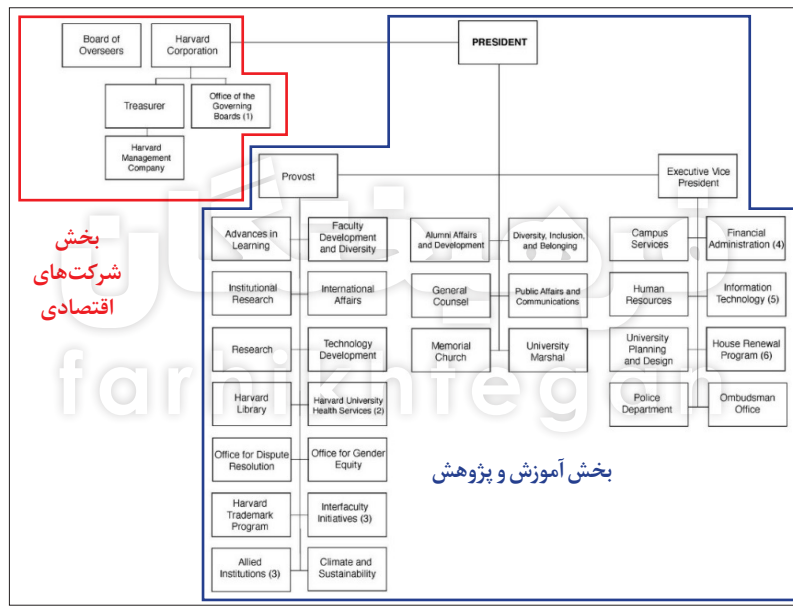 Board of
Overseers
Harvard
Corporation
PRESIDENT
Treasurer
Office of the
Governing
Boards (1)
Harvard
Management
Company
Provost
Executive Vice
President
Advances in
Learning
Faculty
Development
and Diversity
Alumni Affairs
and Development
Diversity, Inclusion,
and Belonging
Campus
Services
Financial
Administration (4)
بخش
شرکت‌های
اقتصادی
Institutional
Research
International
Affairs
General
Counsel
Public Affairs and
Communications
Human
Resources
Information
Technology (5)
Research
Technology
Development
Memorial
Church
University
Marshal
University
Planning
and Design
House Renewal
Program (6)
Harvard
Library
Harvard University
Health Services (2)
Police
Department
Ombudsman
Office
Office for Dispute
Resolution
Office for Gender
Equity
بخش آموزش و پژوهش
Harvard
Trademark
Program
Interfaculty
Initiatives (3)
Allied
Institutions (3)
Climate and
Sustainability
فرهیختگان
farhikhtegan